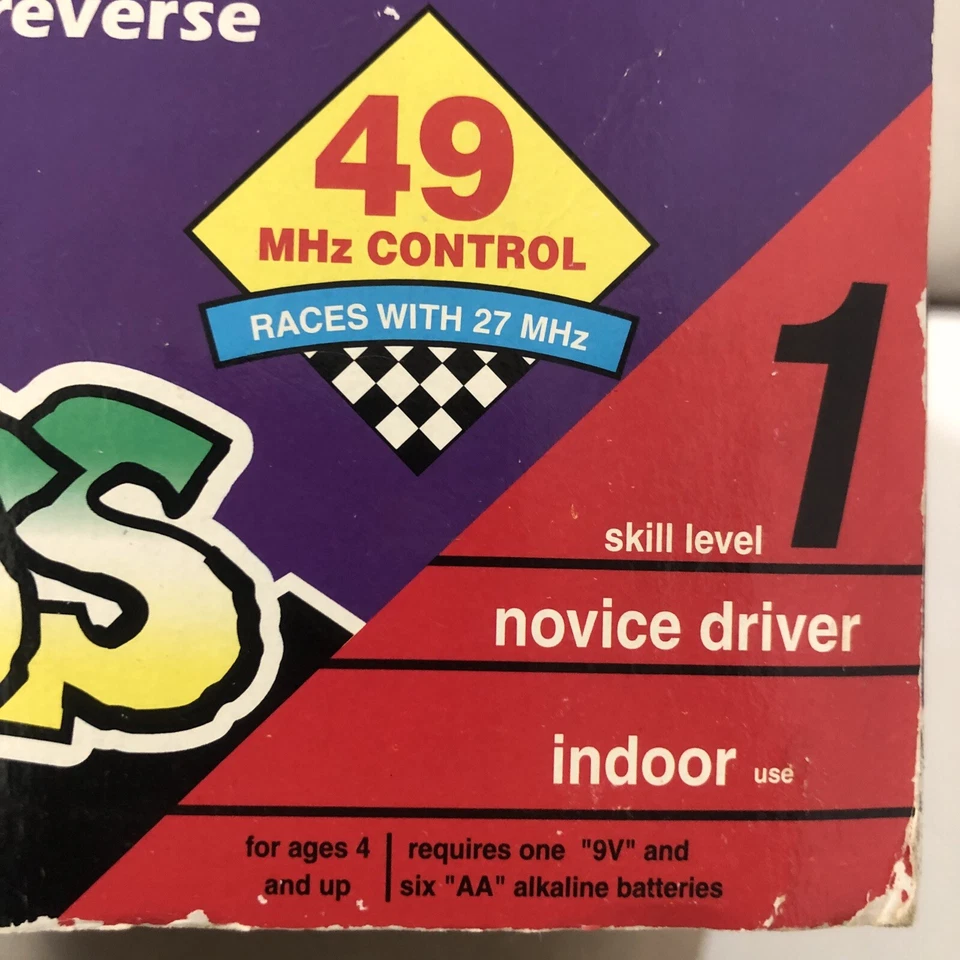 reverse
49
MHz CONTROL
RACES WITH 27 MHz
S
1
skill level
novice driver
indoor use
for ages 4
and up
requires one "9V" and
six "AA" alkaline batteries